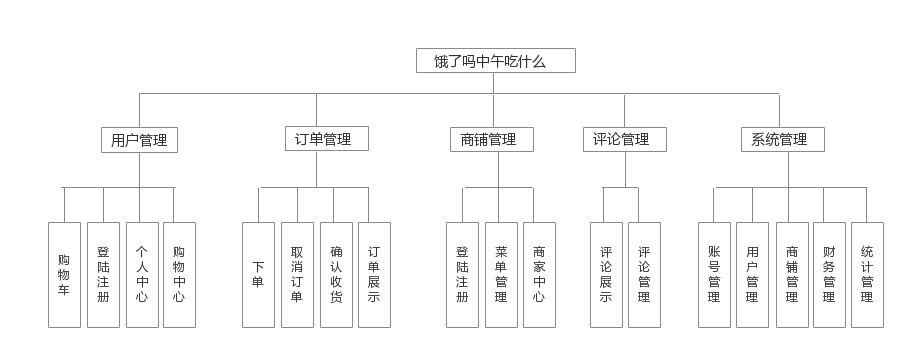 饿了吗中午吃什么
用户管理
订单管理
商铺管理
评论管理
系统管理
购物车
登陆注册
个人中心
购物中心
下单
取消订单
确认收货
订单展示
登陆注册
菜单管理
商家中心
评论展示
评论管理
账号管理
用户管理
商铺管理
财务管理
统计管理